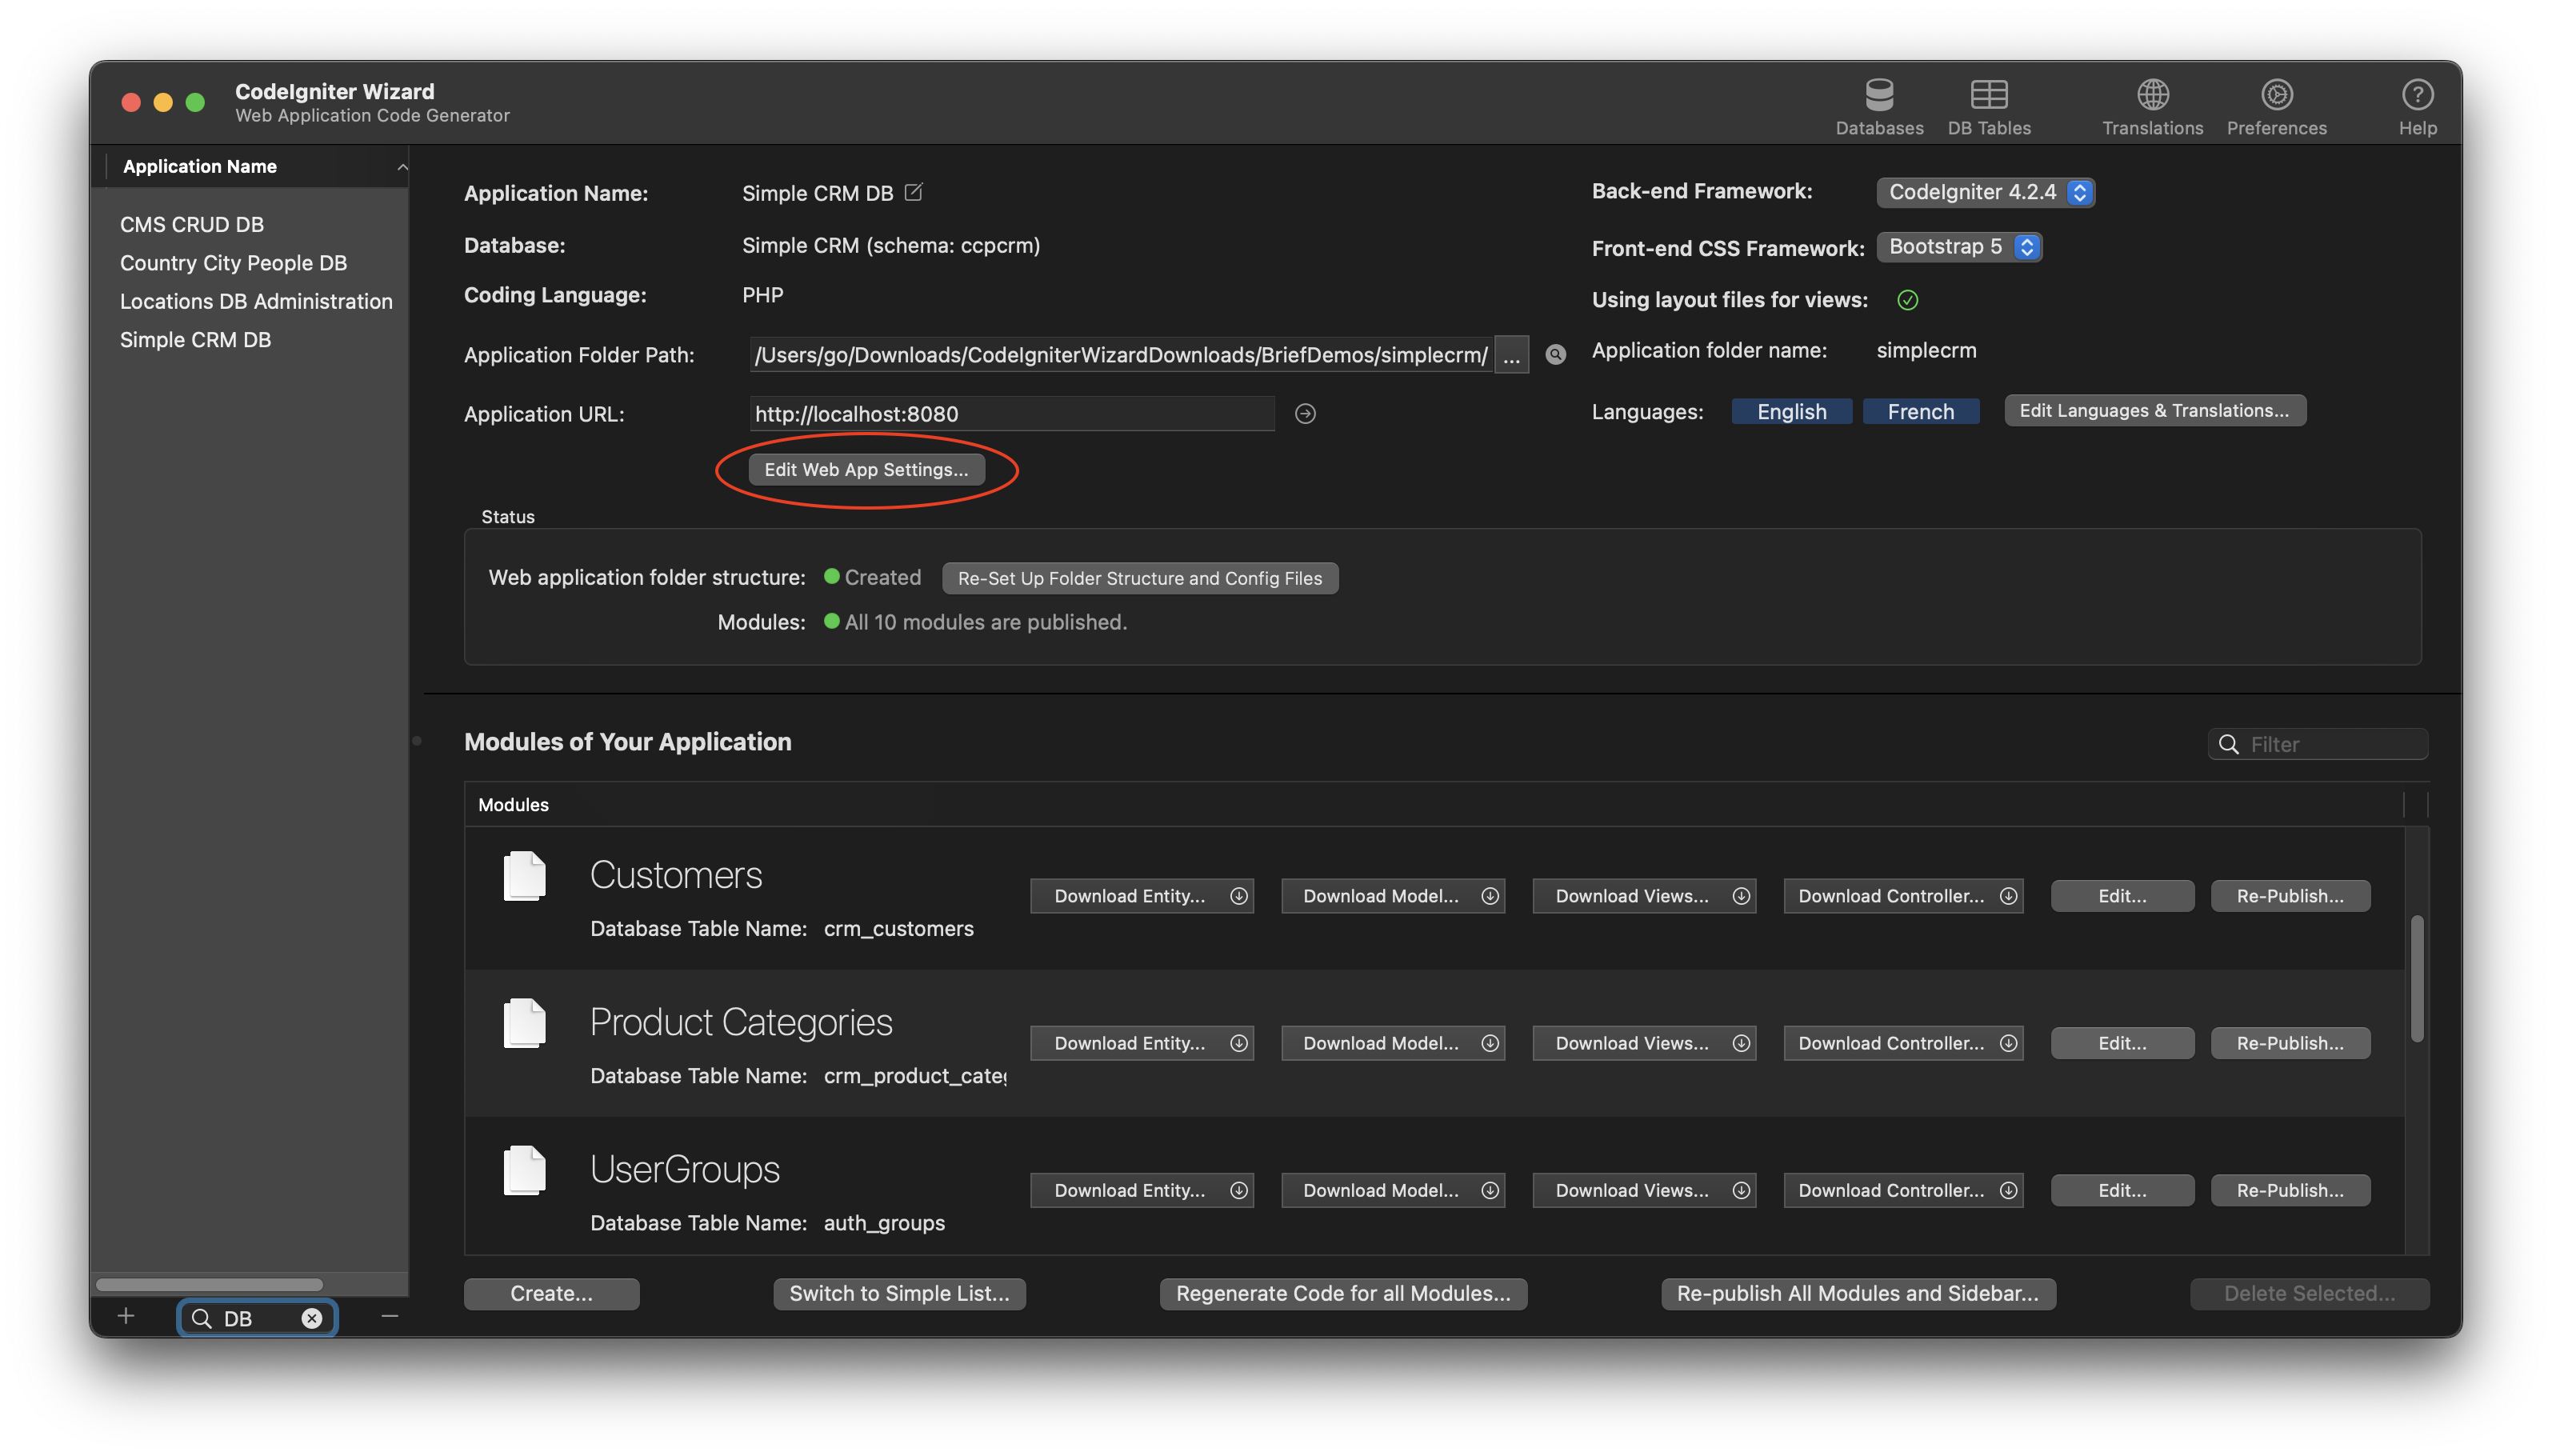 CodeIgniter Wizard
Web Application Code Generator
Databases
DB Tables
Translations
Preferences
Help
Application Name
CMS CRUD DB
Country City People DB
Locations DB Administration
Simple CRM DB
Application Name: Simple CRM DB
Database: Simple CRM (schema: ccpcrm)
Coding Language: PHP
Application Folder Path: /Users/go/Downloads/CodeIgniterWizardDownloads/BriefDemos/simplecrm/ ...
Application URL: http://localhost:8080
Edit Web App Settings...
Back-end Framework: CodeIgniter 4.2.4
Front-end CSS Framework: Bootstrap 5
Using layout files for views:
Application folder name: simplecrm
Languages: English French Edit Languages & Translations...
Status
Web application folder structure: Created Re-Set Up Folder Structure and Config Files
Modules: All 10 modules are published.
Modules of Your Application
Filter
Modules
Customers
Database Table Name: crm_customers
Download Entity... Download Model... Download Views... Download Controller... Edit... Re-Publish...
Product Categories
Database Table Name: crm_product_categ
Download Entity... Download Model... Download Views... Download Controller... Edit... Re-Publish...
UserGroups
Database Table Name: auth_groups
Download Entity... Download Model... Download Views... Download Controller... Edit... Re-Publish...
DB
Create... Switch to Simple List... Regenerate Code for all Modules... Re-publish All Modules and Sidebar... Delete Selected...